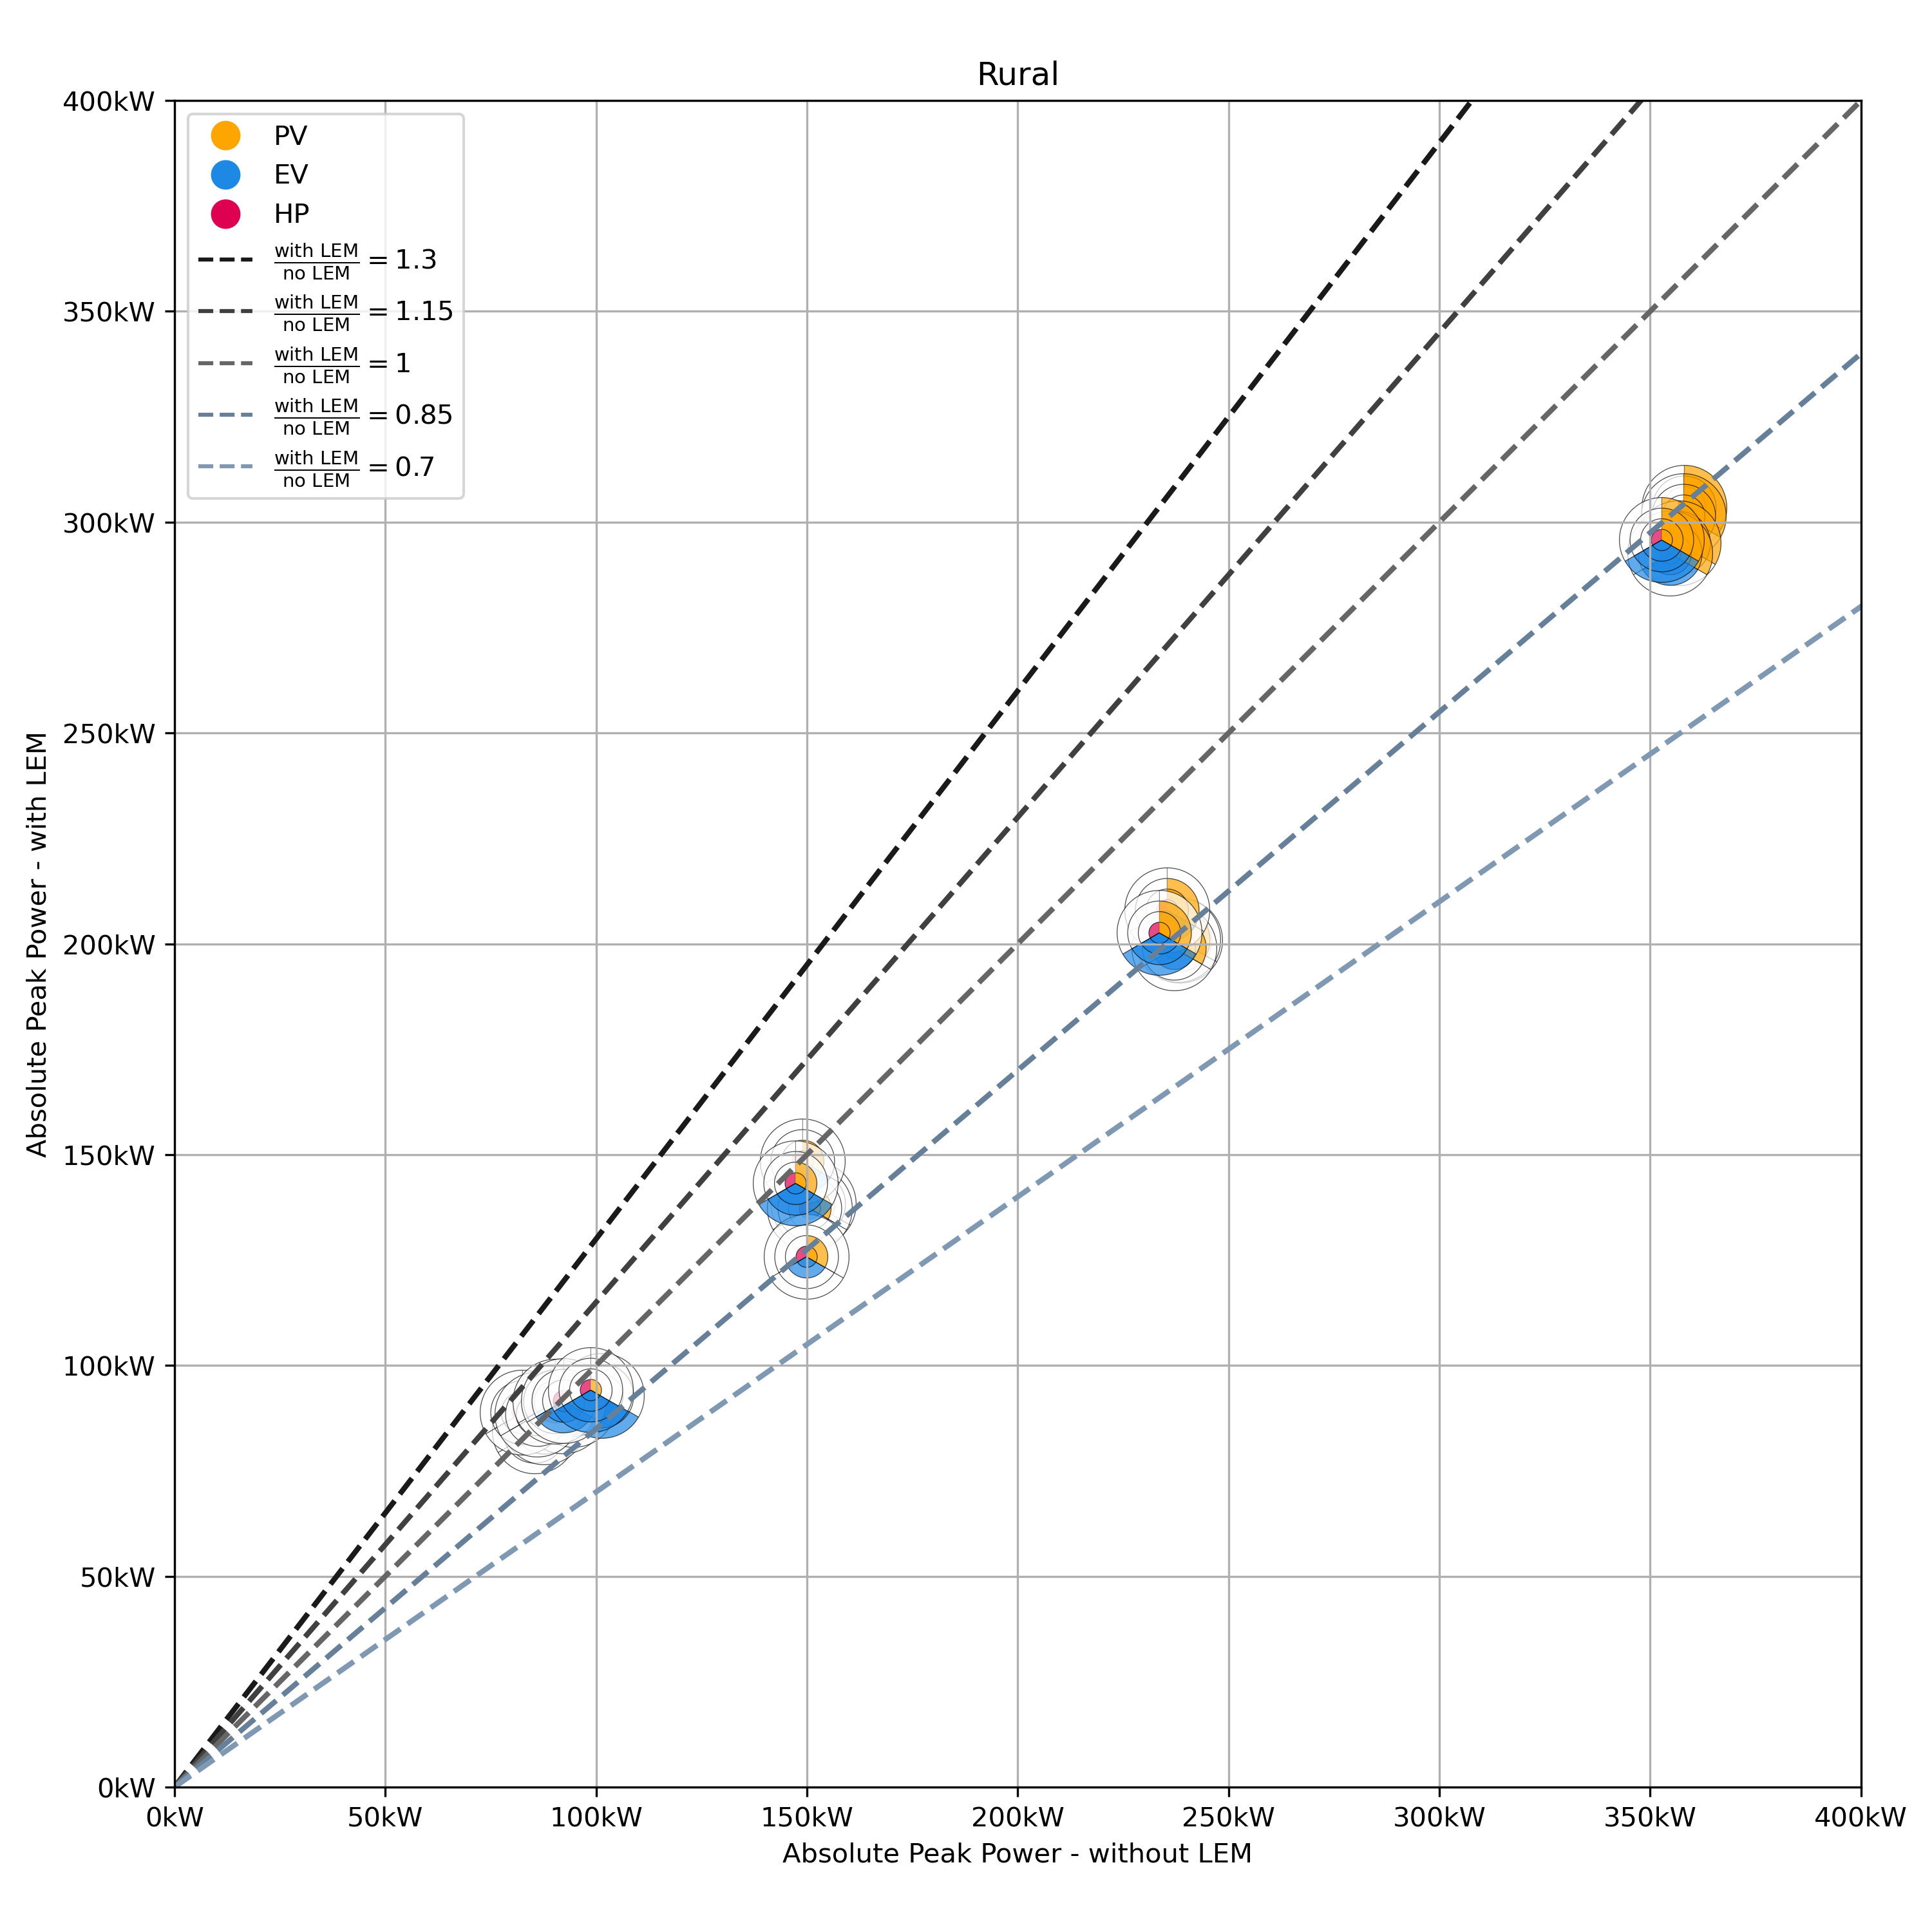 Rural
400kW
350kW
300kW
250kW
200kW
150kW
100kW
50kW
0kW
Absolute Peak Power - with LEM
PV
EV
HP
with LEM / no LEM = 1.3
with LEM / no LEM = 1.15
with LEM / no LEM = 1
with LEM / no LEM = 0.85
with LEM / no LEM = 0.7
0kW 50kW 100kW 150kW 200kW 250kW 300kW 350kW 400kW
Absolute Peak Power - without LEM